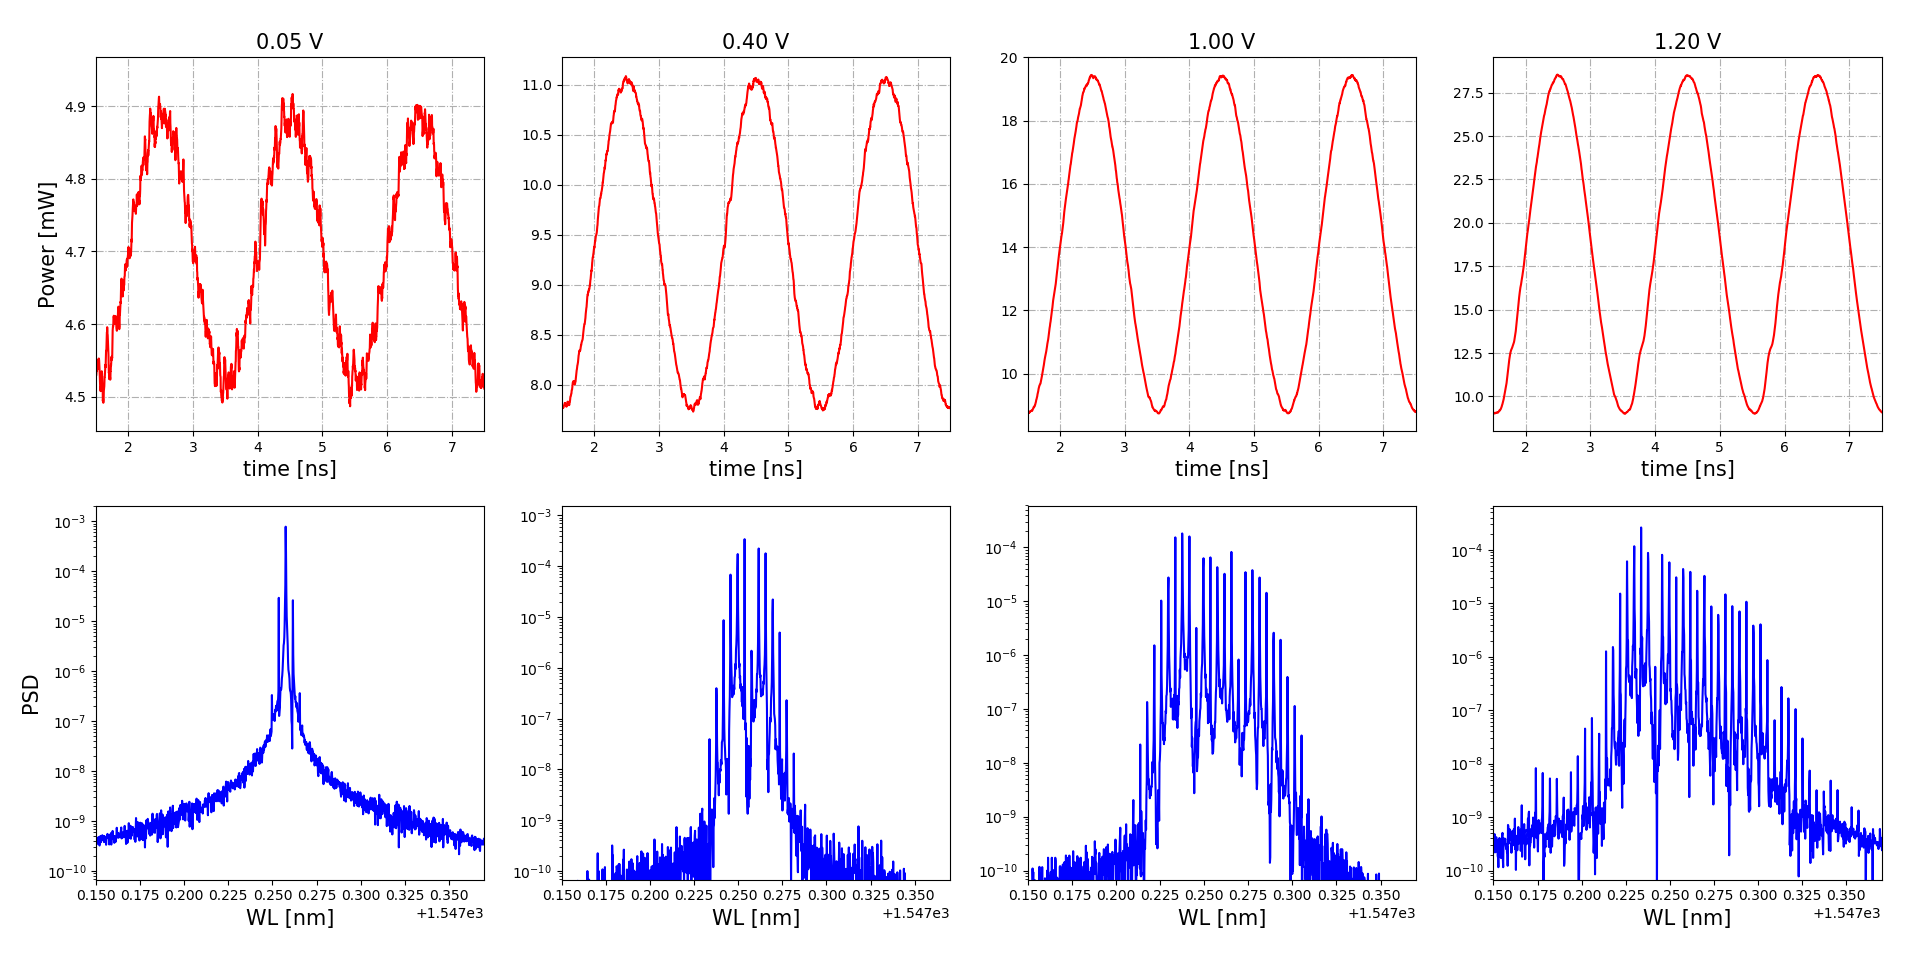 0.05 V 0.40 V 1.00 V 1.20 V
4.9 4.8 4.7 4.6 4.5
Power [mW]
2 3 4 5 6 7
time [ns]
11.0 10.5 10.0 9.5 9.0 8.5 8.0
2 3 4 5 6 7
time [ns]
20 18 16 14 12 10
2 3 4 5 6 7
time [ns]
27.5 25.0 22.5 20.0 17.5 15.0 12.5 10.0
2 3 4 5 6 7
time [ns]
10⁻³ 10⁻⁴ 10⁻⁵ 10⁻⁶ 10⁻⁷ 10⁻⁸ 10⁻⁹ 10⁻¹⁰
PSD
0.150 0.175 0.200 0.225 0.250 0.275 0.300 0.325 0.350
WL [nm] +1.547e3
10⁻³ 10⁻⁴ 10⁻⁵ 10⁻⁶ 10⁻⁷ 10⁻⁸ 10⁻⁹ 10⁻¹⁰
0.150 0.175 0.200 0.225 0.250 0.275 0.300 0.325 0.350
WL [nm] +1.547e3
10⁻⁴ 10⁻⁵ 10⁻⁶ 10⁻⁷ 10⁻⁸ 10⁻⁹ 10⁻¹⁰
0.150 0.175 0.200 0.225 0.250 0.275 0.300 0.325 0.350
WL [nm] +1.547e3
10⁻⁴ 10⁻⁵ 10⁻⁶ 10⁻⁷ 10⁻⁸ 10⁻⁹ 10⁻¹⁰
0.150 0.175 0.200 0.225 0.250 0.275 0.300 0.325 0.350
WL [nm] +1.547e3